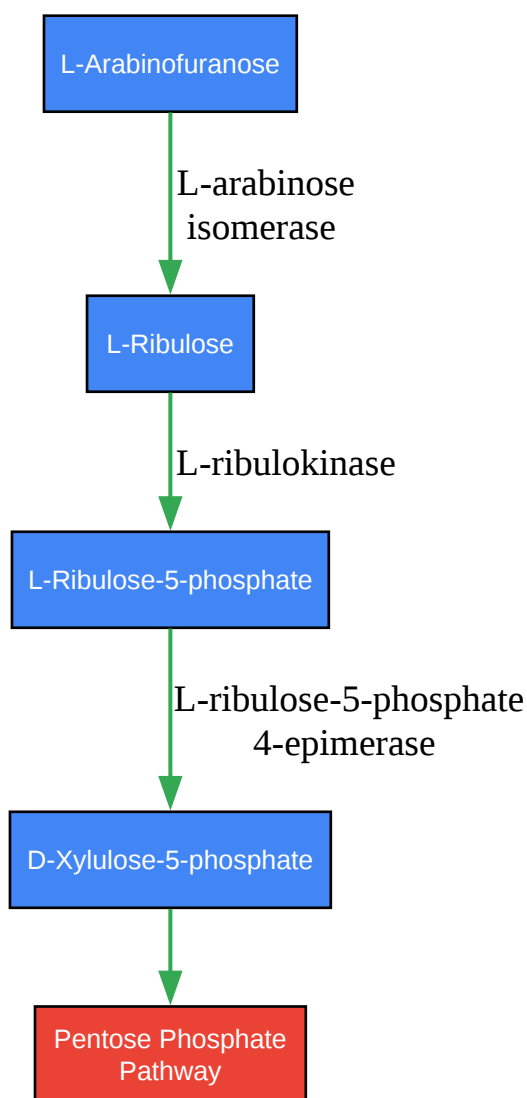 L-Arabinofuranose
L-arabinose
isomerase
L-Ribulose
L-ribulokinase
L-Ribulose-5-phosphate
L-ribulose-5-phosphate
4-epimerase
D-Xylulose-5-phosphate
Pentose Phosphate
Pathway